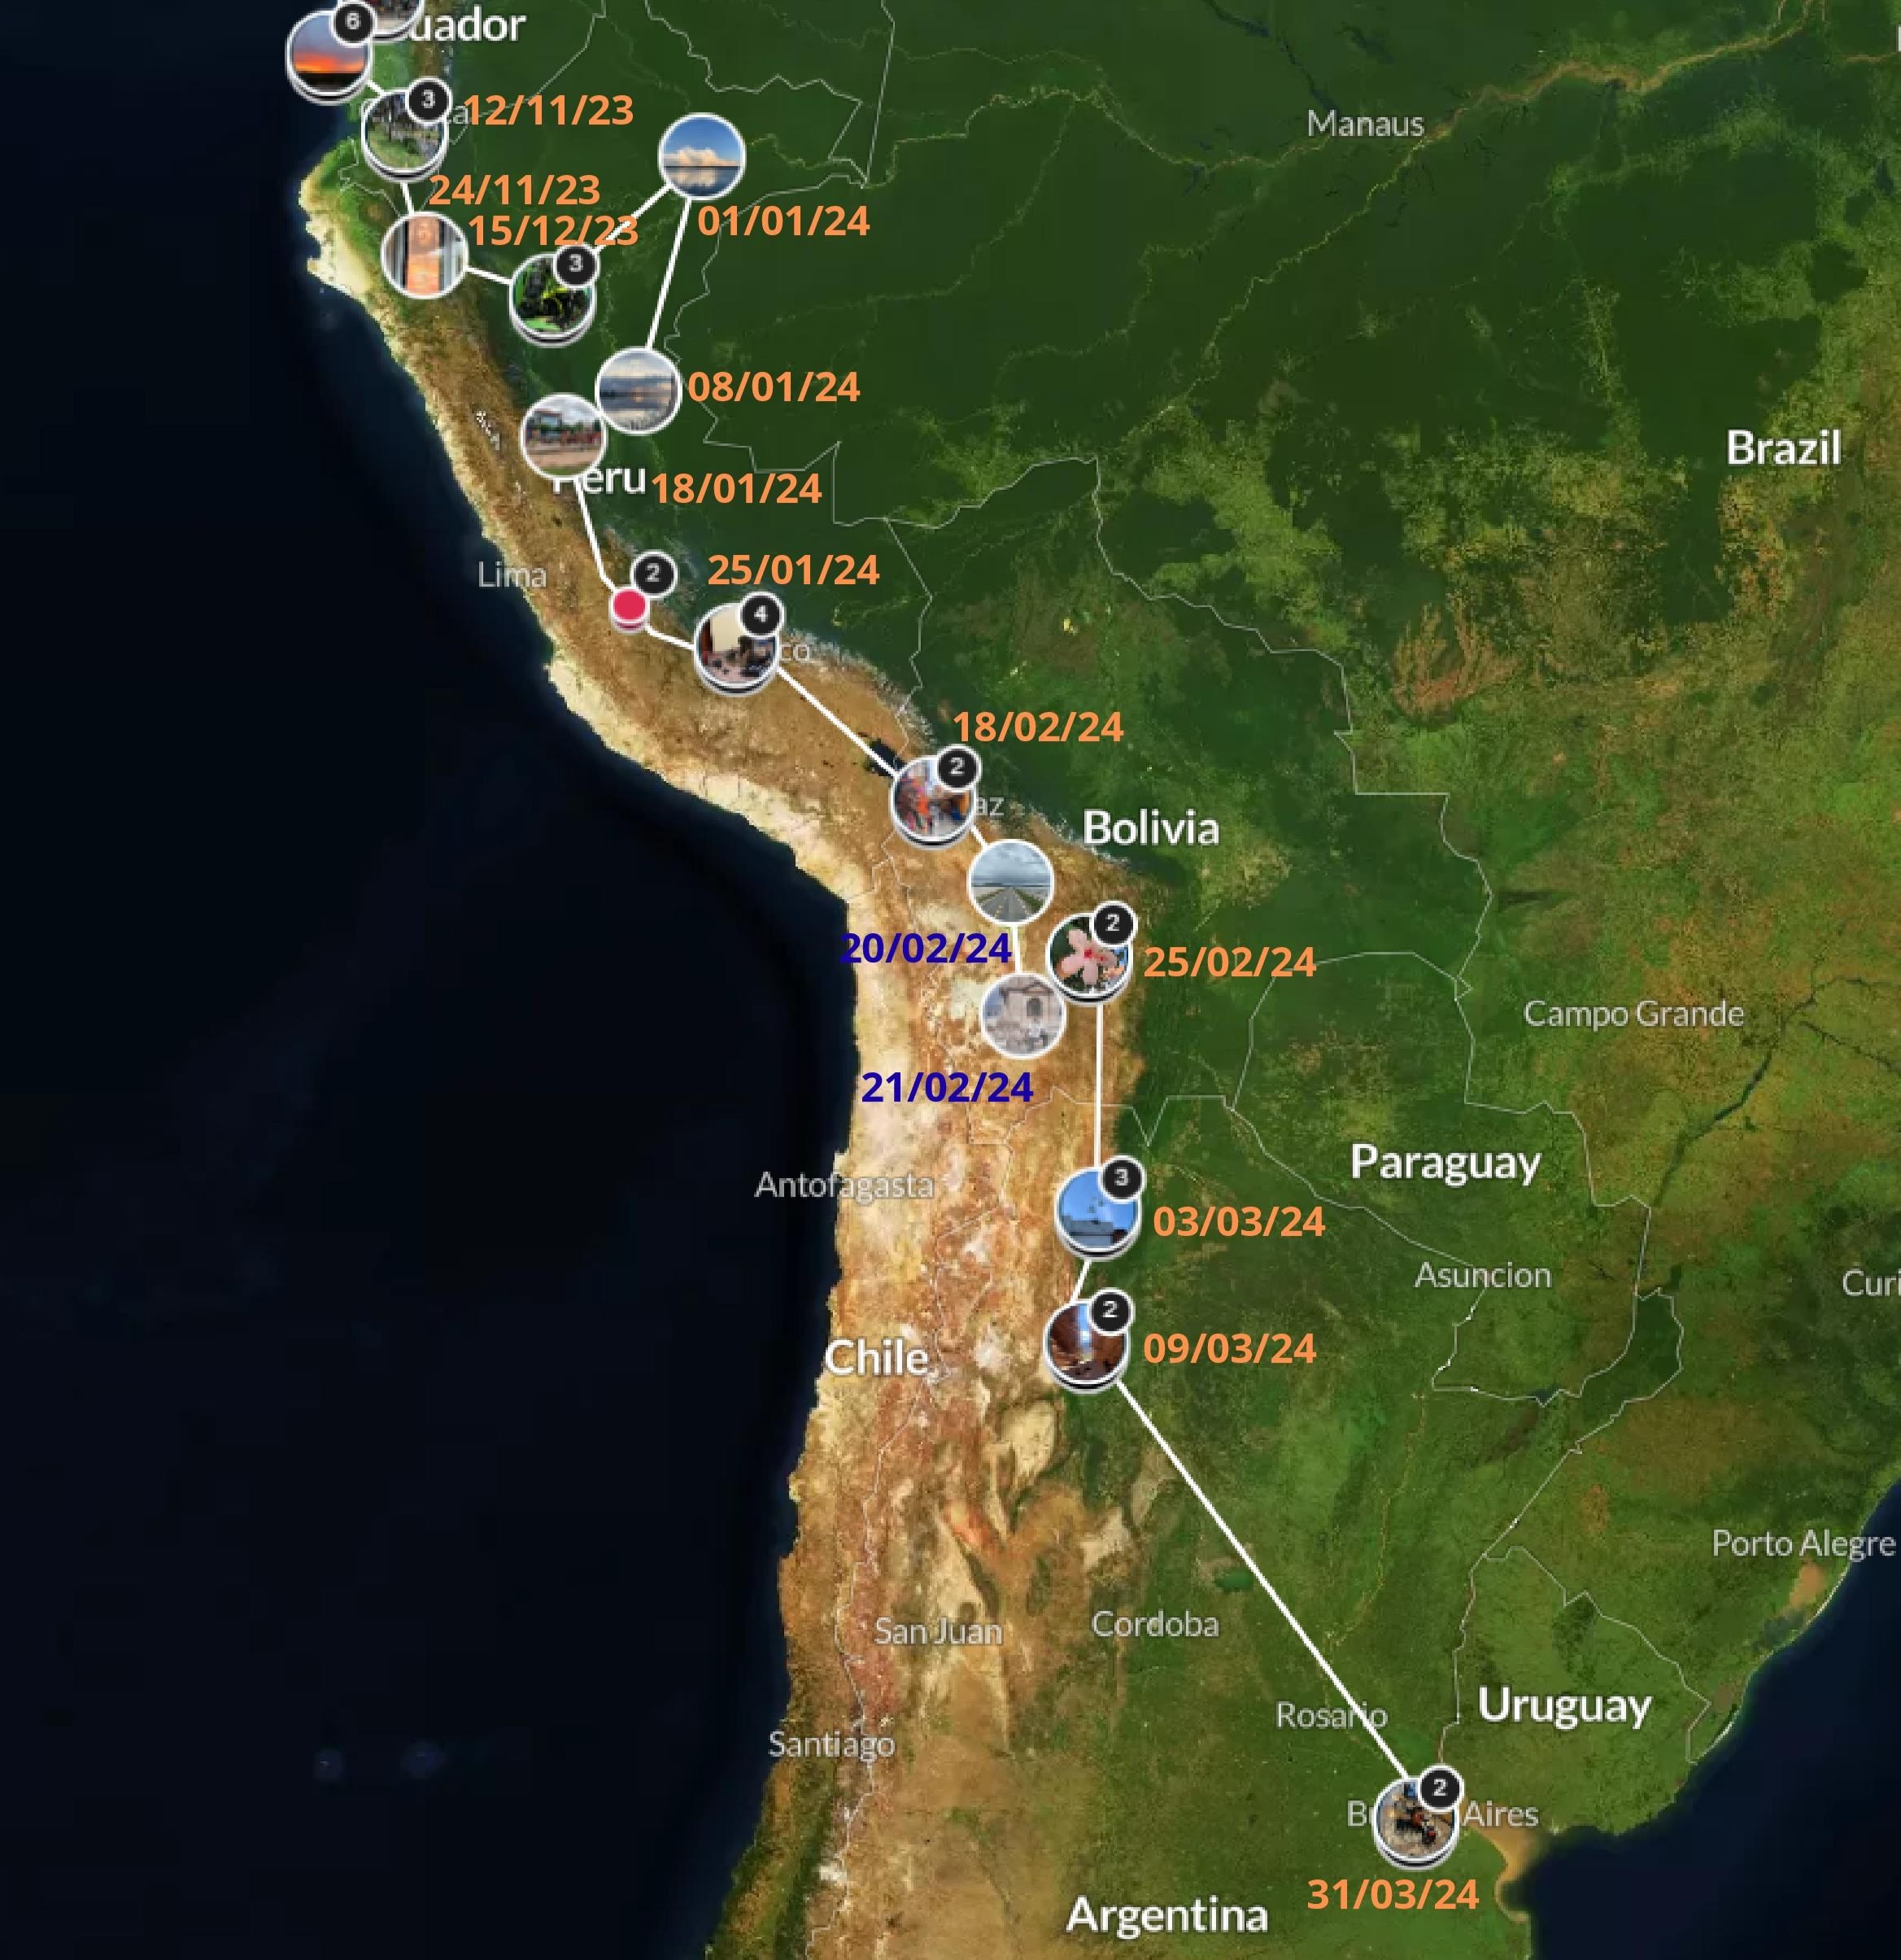 6
uador
3
12/11/23
Manaus
24/11/23
15/12/23
01/01/24
3
08/01/24
Brazil
Peru
18/01/24
Lima
2
25/01/24
4
co
18/02/24
2
az
Bolivia
20/02/24
2
25/02/24
Campo Grande
21/02/24
Paraguay
Antofagasta
3
03/03/24
Asuncion
Curi
2
09/03/24
Chile
Porto Alegre
San Juan
Cordoba
Rosario
Uruguay
Santiago
2
B Aires
31/03/24
Argentina